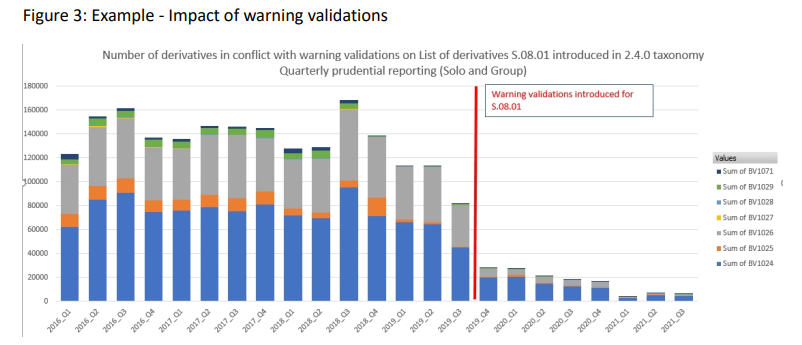 Figure 3: Example - Impact of warning validations
Number of derivatives in conflict with warning validations on List of derivatives S.08.01 introduced in 2.4.0 taxonomy
Quarterly prudential reporting (Solo and Group)
180000
160000
140000
120000
100000
80000
60000
40000
20000
0
Warning validations introduced for
S.08.01
Values
Sum of BV1071
Sum of BV1029
Sum of BV1028
Sum of BV1027
Sum of BV1026
Sum of BV1025
Sum of BV1024
2016_Q1
2016_Q2
2016_Q3
2016_Q4
2017_Q1
2017_Q2
2017_Q3
2017_Q4
2018_Q1
2018_Q2
2018_Q3
2018_Q4
2019_Q1
2019_Q2
2019_Q3
2019_Q4
2020_Q1
2020_Q2
2020_Q3
2020_Q4
2021_Q1
2021_Q2
2021_Q3